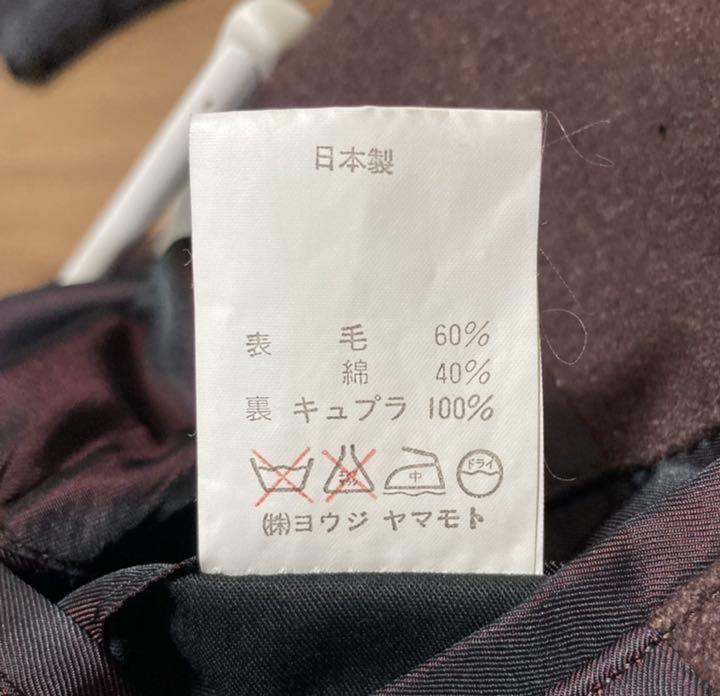 日本製
表 毛 60%
綿 40%
裏 キュプラ 100%
中 ドライ
(株)ヨウジ ヤマモト